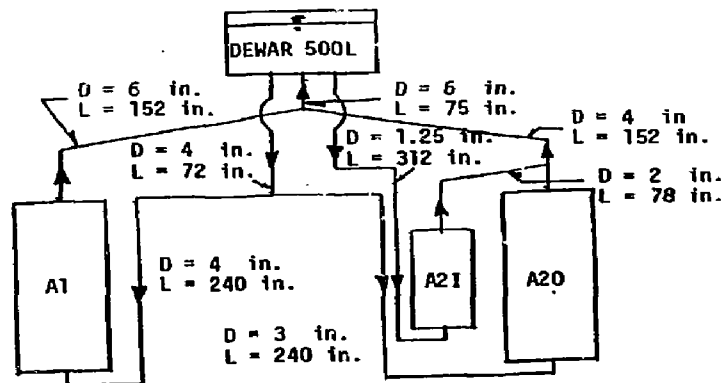 DEWAR 500L
D = 6 in.
L = 152 in.
D = 6 in.
L = 75 in.
D = 4 in
L = 152 in.
D = 4 in.
L = 72 in.
D = 1.25 in.
L = 312 in.
D = 2 in.
L = 78 in.
A1
D = 4 in.
L = 240 in.
A2I
A2O
D = 3 in.
L = 240 in.